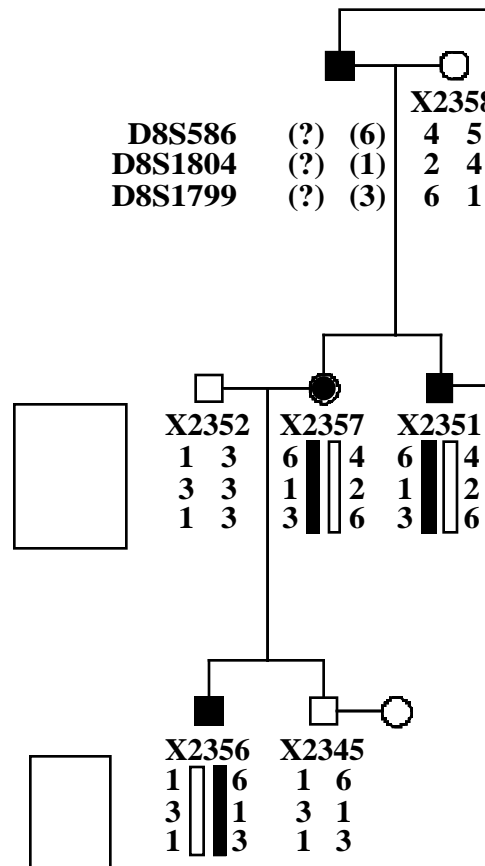 X2358
D8S586 (?) (6) 4 5
D8S1804 (?) (1) 2 4
D8S1799 (?) (3) 6 1
X2352 X2357 X2351
1 3 6 4 6 4
3 3 1 2 1 2
1 3 3 6 3 6
X2356 X2345
1 6 1 6
3 1 3 1
1 3 1 3